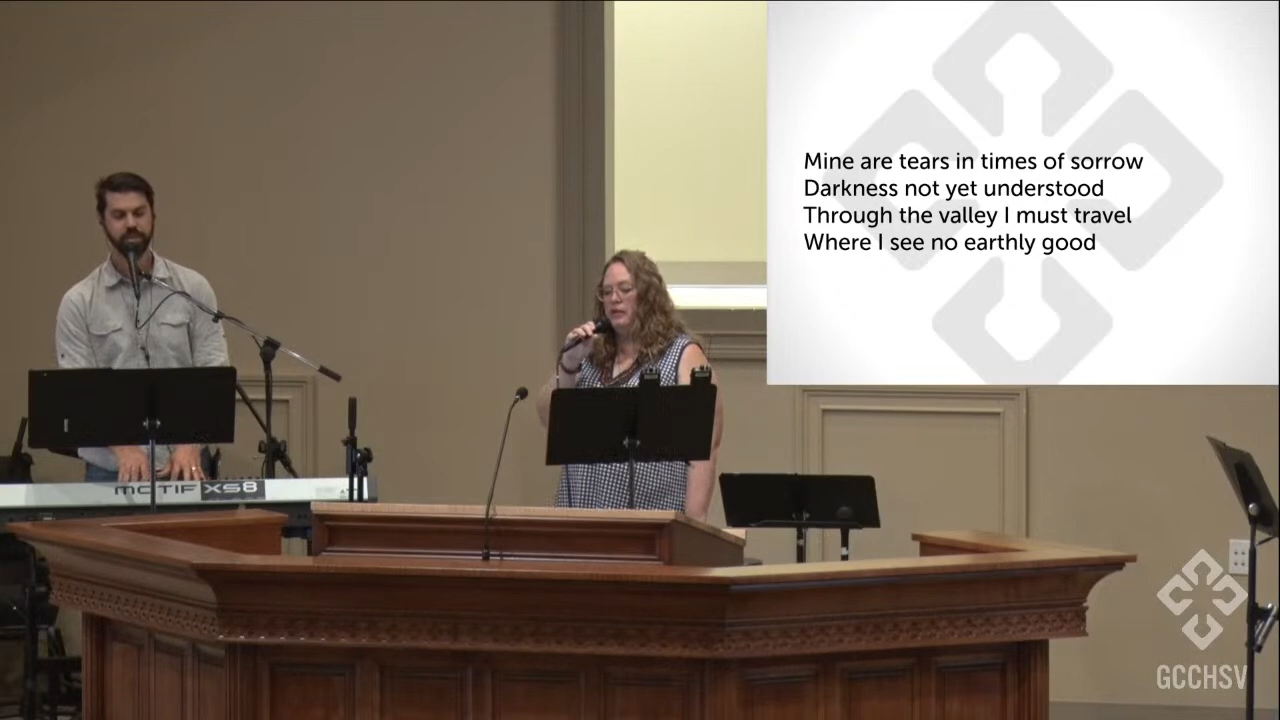 Mine are tears in times of sorrow
Darkness not yet understood
Through the valley I must travel
Where I see no earthly good
MOTIF XS8
GCCHSV